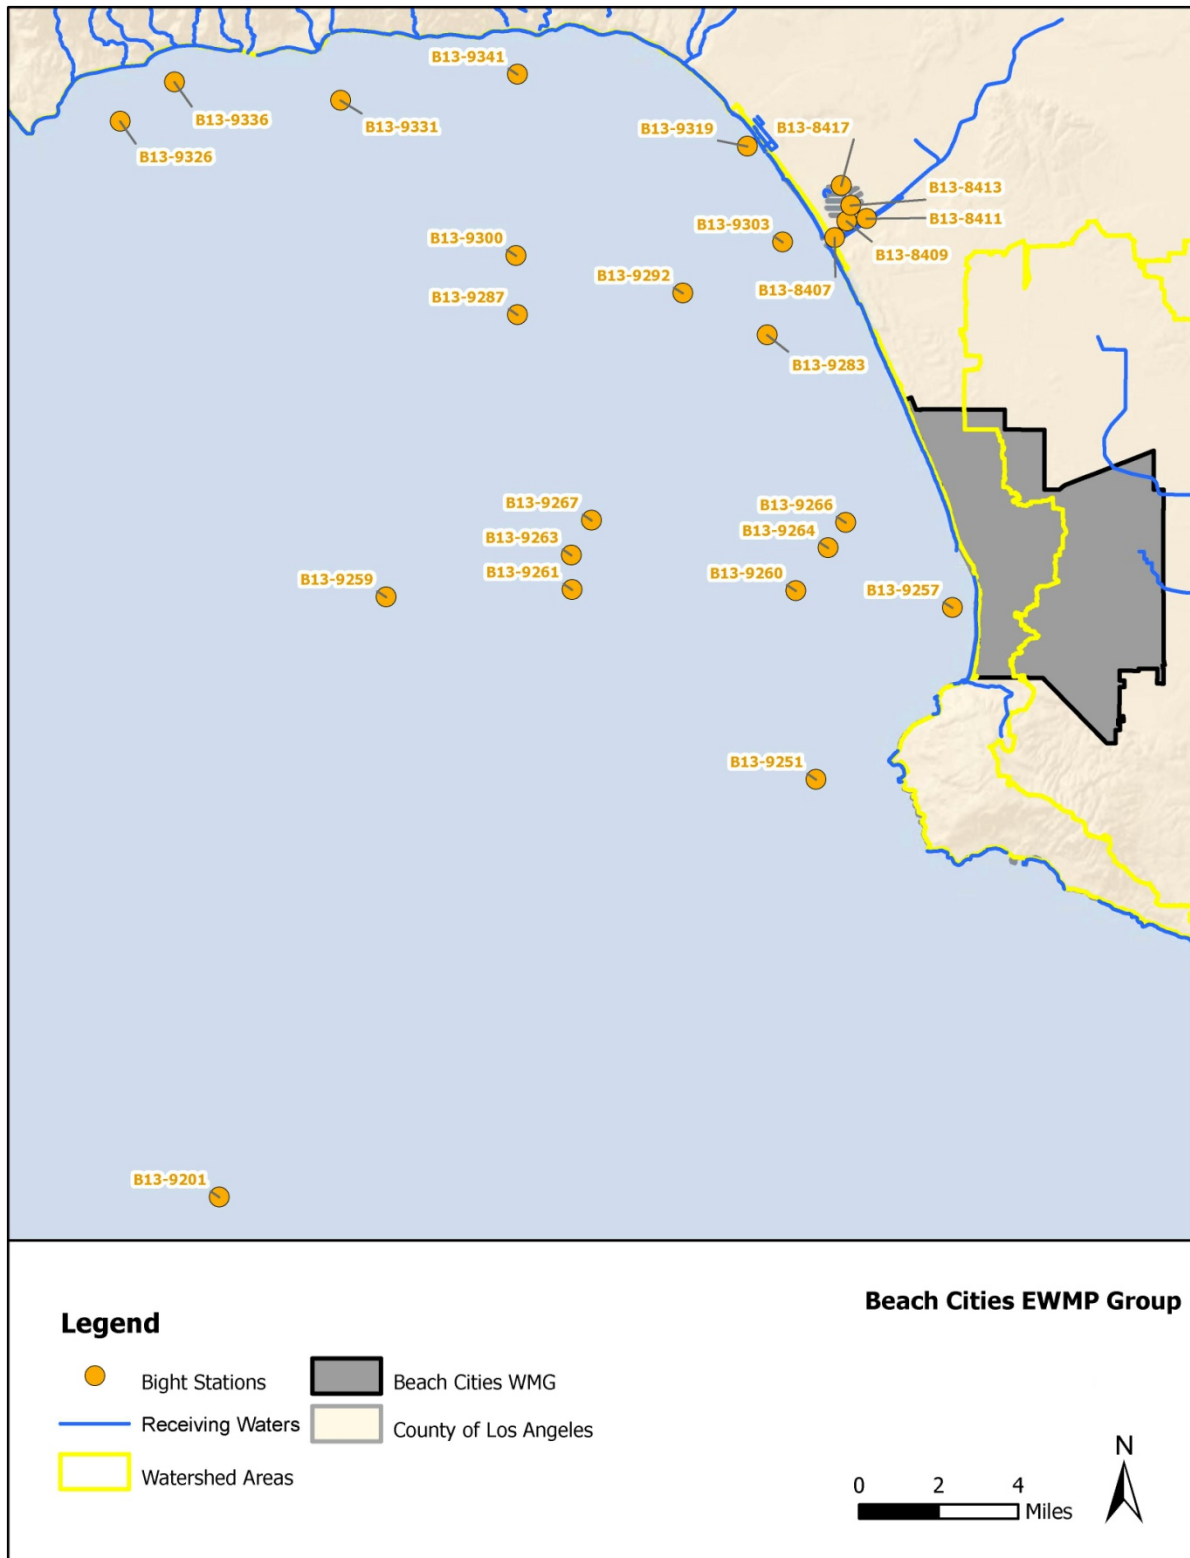 B13-9341
B13-9336
B13-9331
B13-9326
B13-9319
B13-8417
B13-8413
B13-8411
B13-8409
B13-8407
B13-9303
B13-9300
B13-9292
B13-9287
B13-9283
B13-9267
B13-9266
B13-9263
B13-9264
B13-9261
B13-9260
B13-9259
B13-9257
B13-9251
B13-9201
Beach Cities EWMP Group
Legend
Bight Stations
Beach Cities WMG
Receiving Waters
County of Los Angeles
Watershed Areas
N
0 2 4
Miles